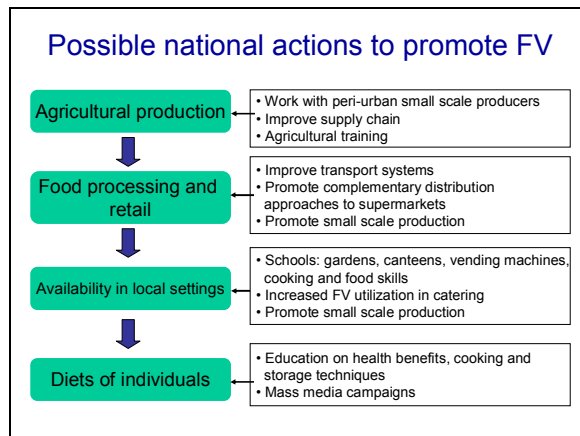 Possible national actions to promote FV
Agricultural production
• Work with peri-urban small scale producers
• Improve supply chain
• Agricultural training
Food processing and
retail
• Improve transport systems
• Promote complementary distribution
approaches to supermarkets
• Promote small scale production
Availability in local settings
• Schools: gardens, canteens, vending machines,
cooking and food skills
• Increased FV utilization in catering
• Promote small scale production
Diets of individuals
• Education on health benefits, cooking and
storage techniques
• Mass media campaigns